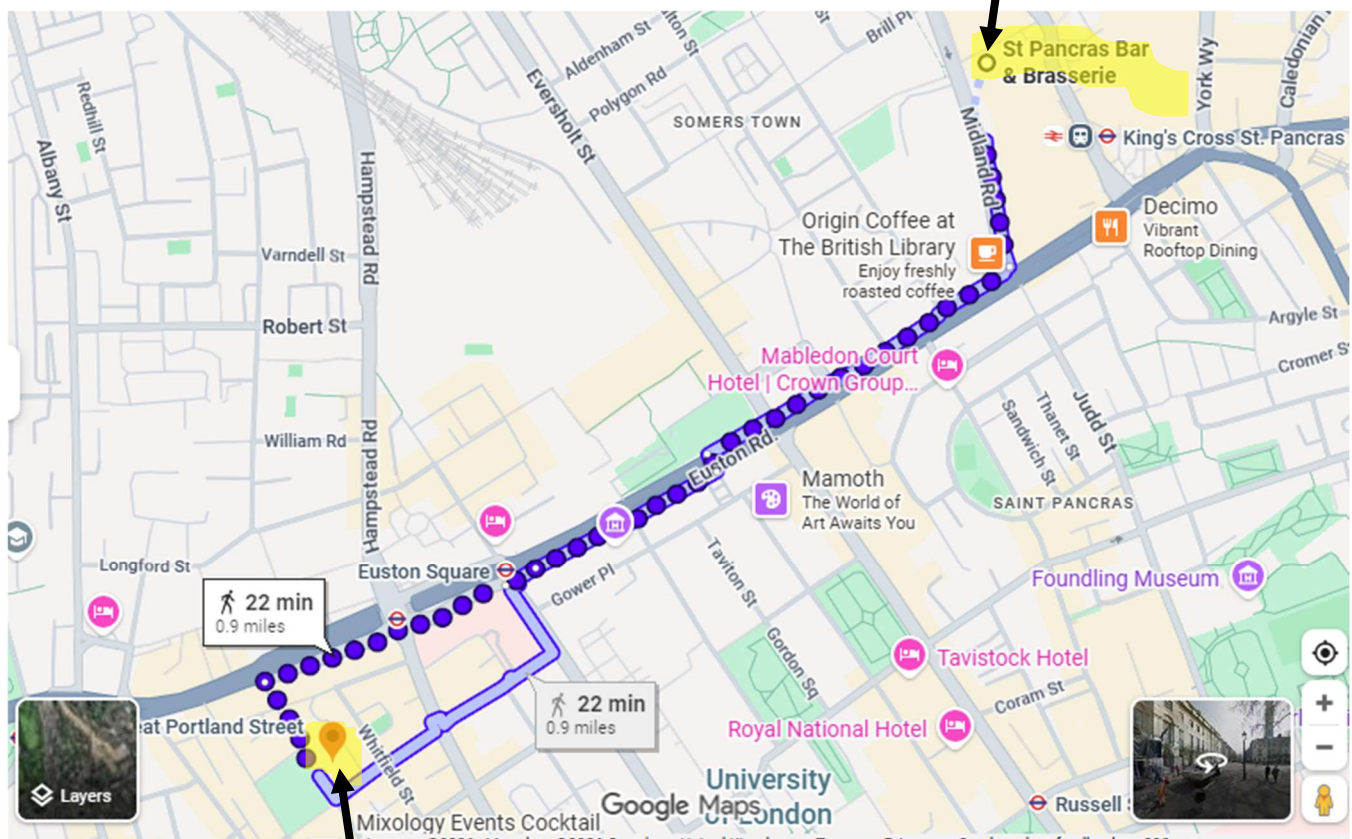 St Pancras Bar
& Brasserie
Brill Pl
York Wy
Caledonian
Aldenham St
Polygon Rd
Eversholt St
SOMERS TOWN
Midland Rd
King's Cross St. Pancras
Redhill St
Albany St
Hampstead Rd
Origin Coffee at
The British Library
Enjoy freshly
roasted coffee
Decimo
Vibrant
Rooftop Dining
Varndell St
Robert St
Argyle St
Cromer S
Mabledon Court
Hotel | Crown Group...
Judd St
Thanet St
Sandwich St
William Rd
Hampstead Rd
Euston Rd.
Mamoth
The World of
Art Awaits You
SAINT PANCRAS
Longford St
Euston Square
Gower Pl
Taviton St
Foundling Museum
22 min
0.9 miles
Gordon Sq
Tavistock Hotel
Coram St
22 min
0.9 miles
Royal National Hotel
eat Portland Street
Whitfield St
University
of London
Layers
Google Maps
Russell
Mixology Events Cocktail